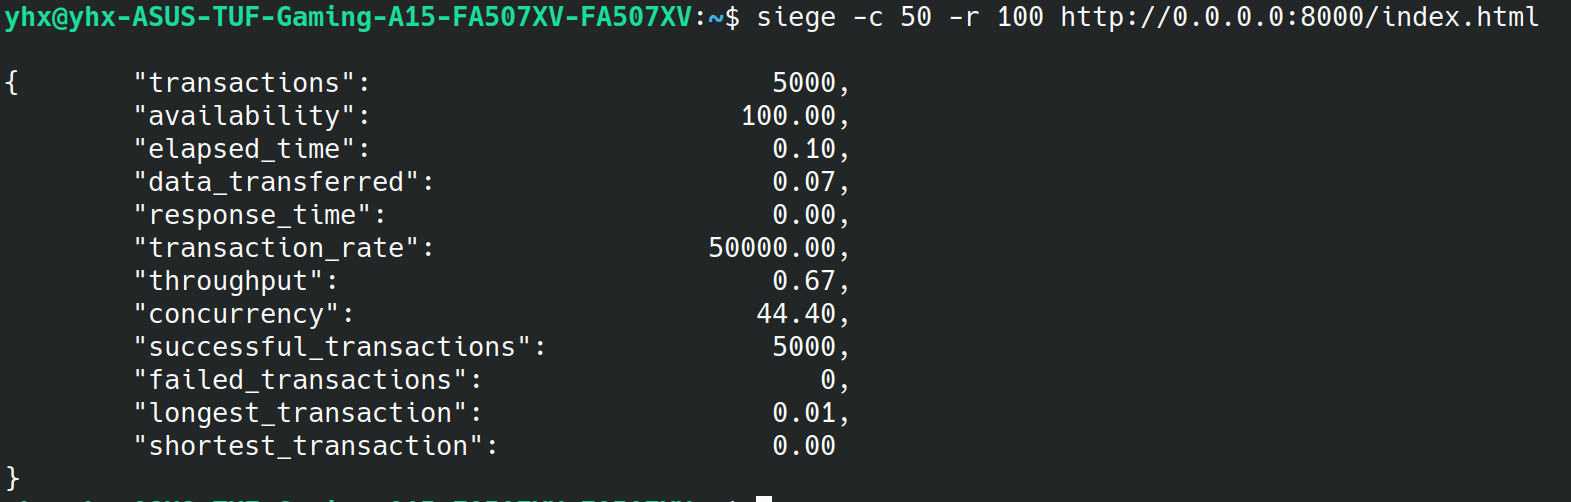 yhx@yhx-ASUS-TUF-Gaming-A15-FA507XV-FA507XV:~$ siege -c 50 -r 100 http://0.0.0.0:8000/index.html
{ "transactions": 5000,
"availability": 100.00,
"elapsed_time": 0.10,
"data_transferred": 0.07,
"response_time": 0.00,
"transaction_rate": 50000.00,
"throughput": 0.67,
"concurrency": 44.40,
"successful_transactions": 5000,
"failed_transactions": 0,
"longest_transaction": 0.01,
"shortest_transaction": 0.00
}